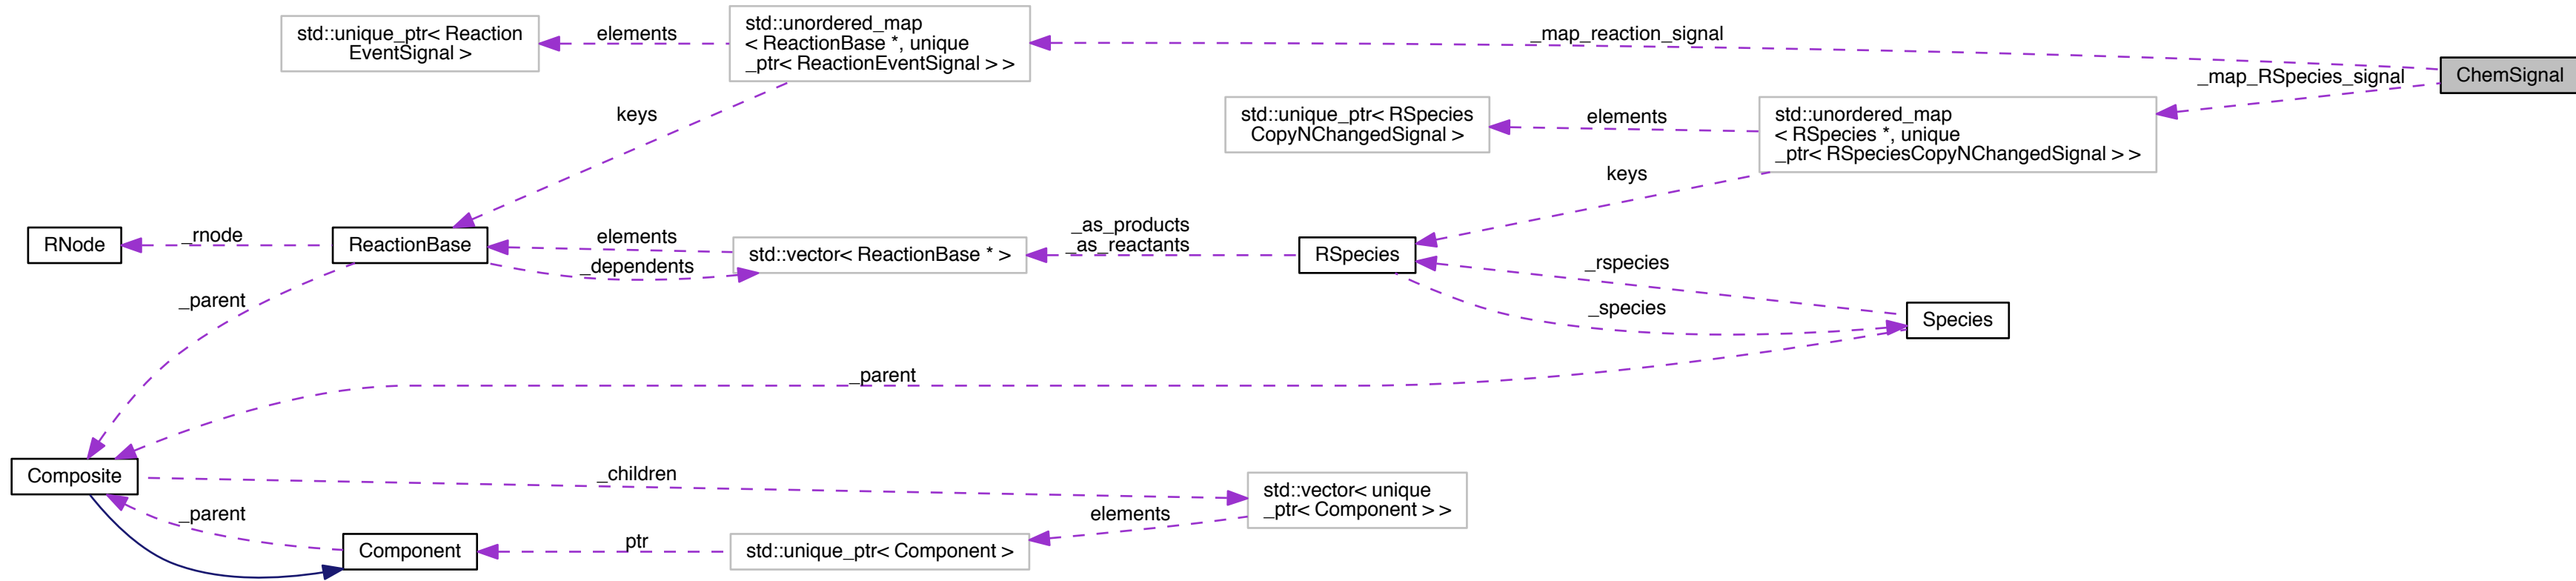 std::unique_ptr< Reaction
EventSignal >
elements
std::unordered_map
< ReactionBase *, unique
_ptr< ReactionEventSignal > >
_map_reaction_signal
ChemSignal
_map_RSpecies_signal
std::unique_ptr< RSpecies
CopyNChangedSignal >
elements
std::unordered_map
< RSpecies *, unique
_ptr< RSpeciesCopyNChangedSignal > >
keys
keys
RNode
_rnode
ReactionBase
elements
_dependents
std::vector< ReactionBase * >
_as_products
_as_reactants
RSpecies
_rspecies
_species
Species
_parent
_parent
Composite
_children
std::vector< unique
_ptr< Component > >
elements
_parent
Component
ptr
std::unique_ptr< Component >